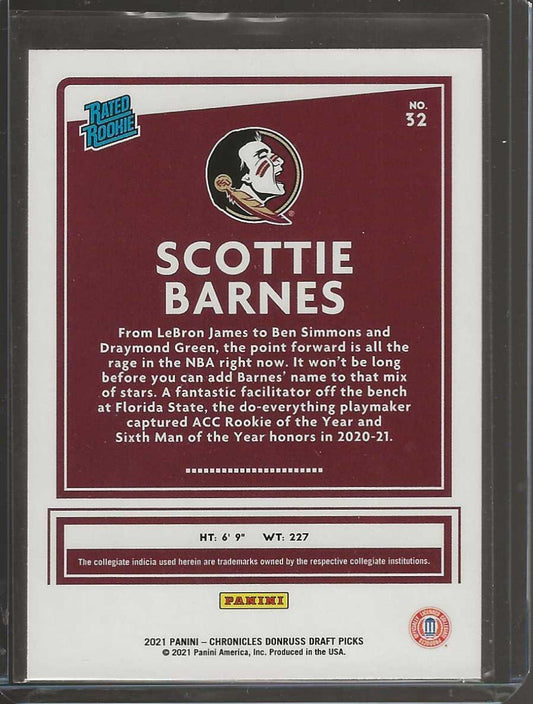 RATED
ROOKIE
NO.
32
SCOTTIE
BARNES
From LeBron James to Ben Simmons and
Draymond Green, the point forward is all the
rage in the NBA right now. It won't be long
before you can add Barnes' name to that mix
of stars. A fantastic facilitator off the bench
at Florida State, the do-everything playmaker
captured ACC Rookie of the Year and
Sixth Man of the Year honors in 2020-21.
HT: 6' 9" WT: 227
The collegiate indicia used herein are trademarks owned by the respective collegiate institutions.
PANINI
2021 PANINI – CHRONICLES DONRUSS DRAFT PICKS
© 2021 Panini America, Inc. Produced in the USA.
OFFICIALLY LICENSED COLLEGIATE PRODUCTS